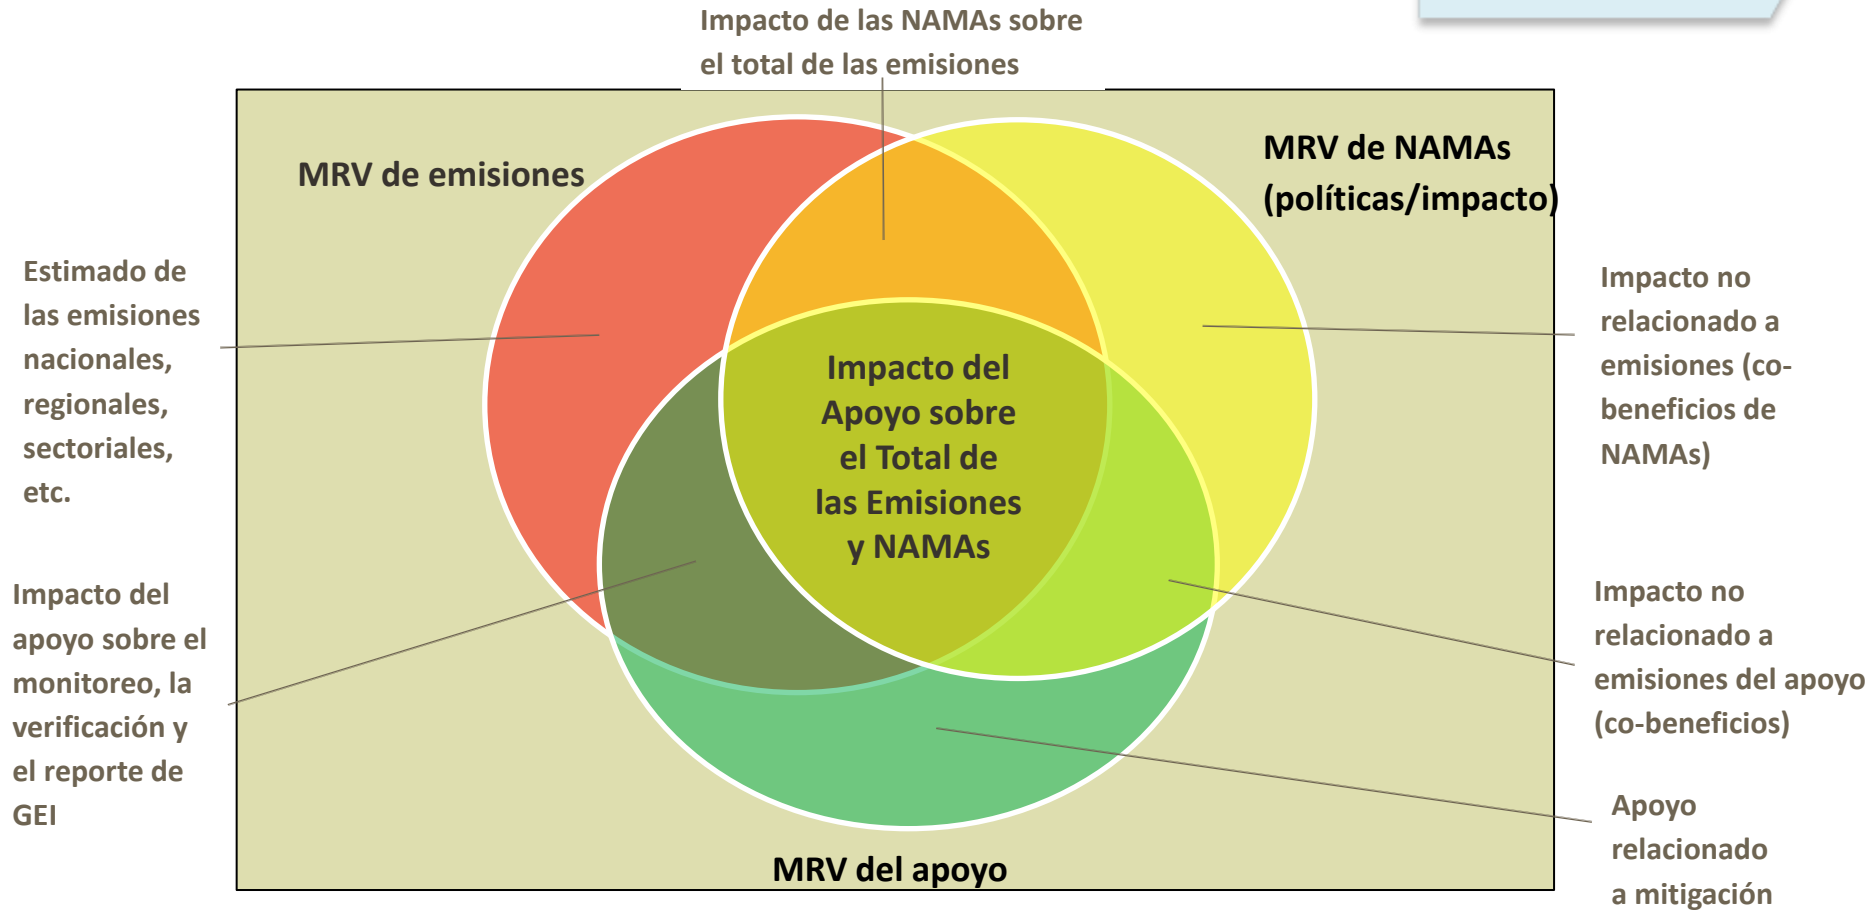 Impacto de las NAMAs sobre
el total de las emisiones
MRV de emisiones
MRV de NAMAs
(políticas/impacto)
Estimado de
las emisiones
nacionales,
regionales,
sectoriales,
etc.
Impacto no
relacionado a
emisiones (co-
beneficios de
NAMAs)
Impacto del
Apoyo sobre
el Total de
las Emisiones
y NAMAs
Impacto del
apoyo sobre el
monitoreo, la
verificación y
el reporte de
GEI
Impacto no
relacionado a
emisiones del apoyo
(co-beneficios)
Apoyo
relacionado
a mitigación
MRV del apoyo